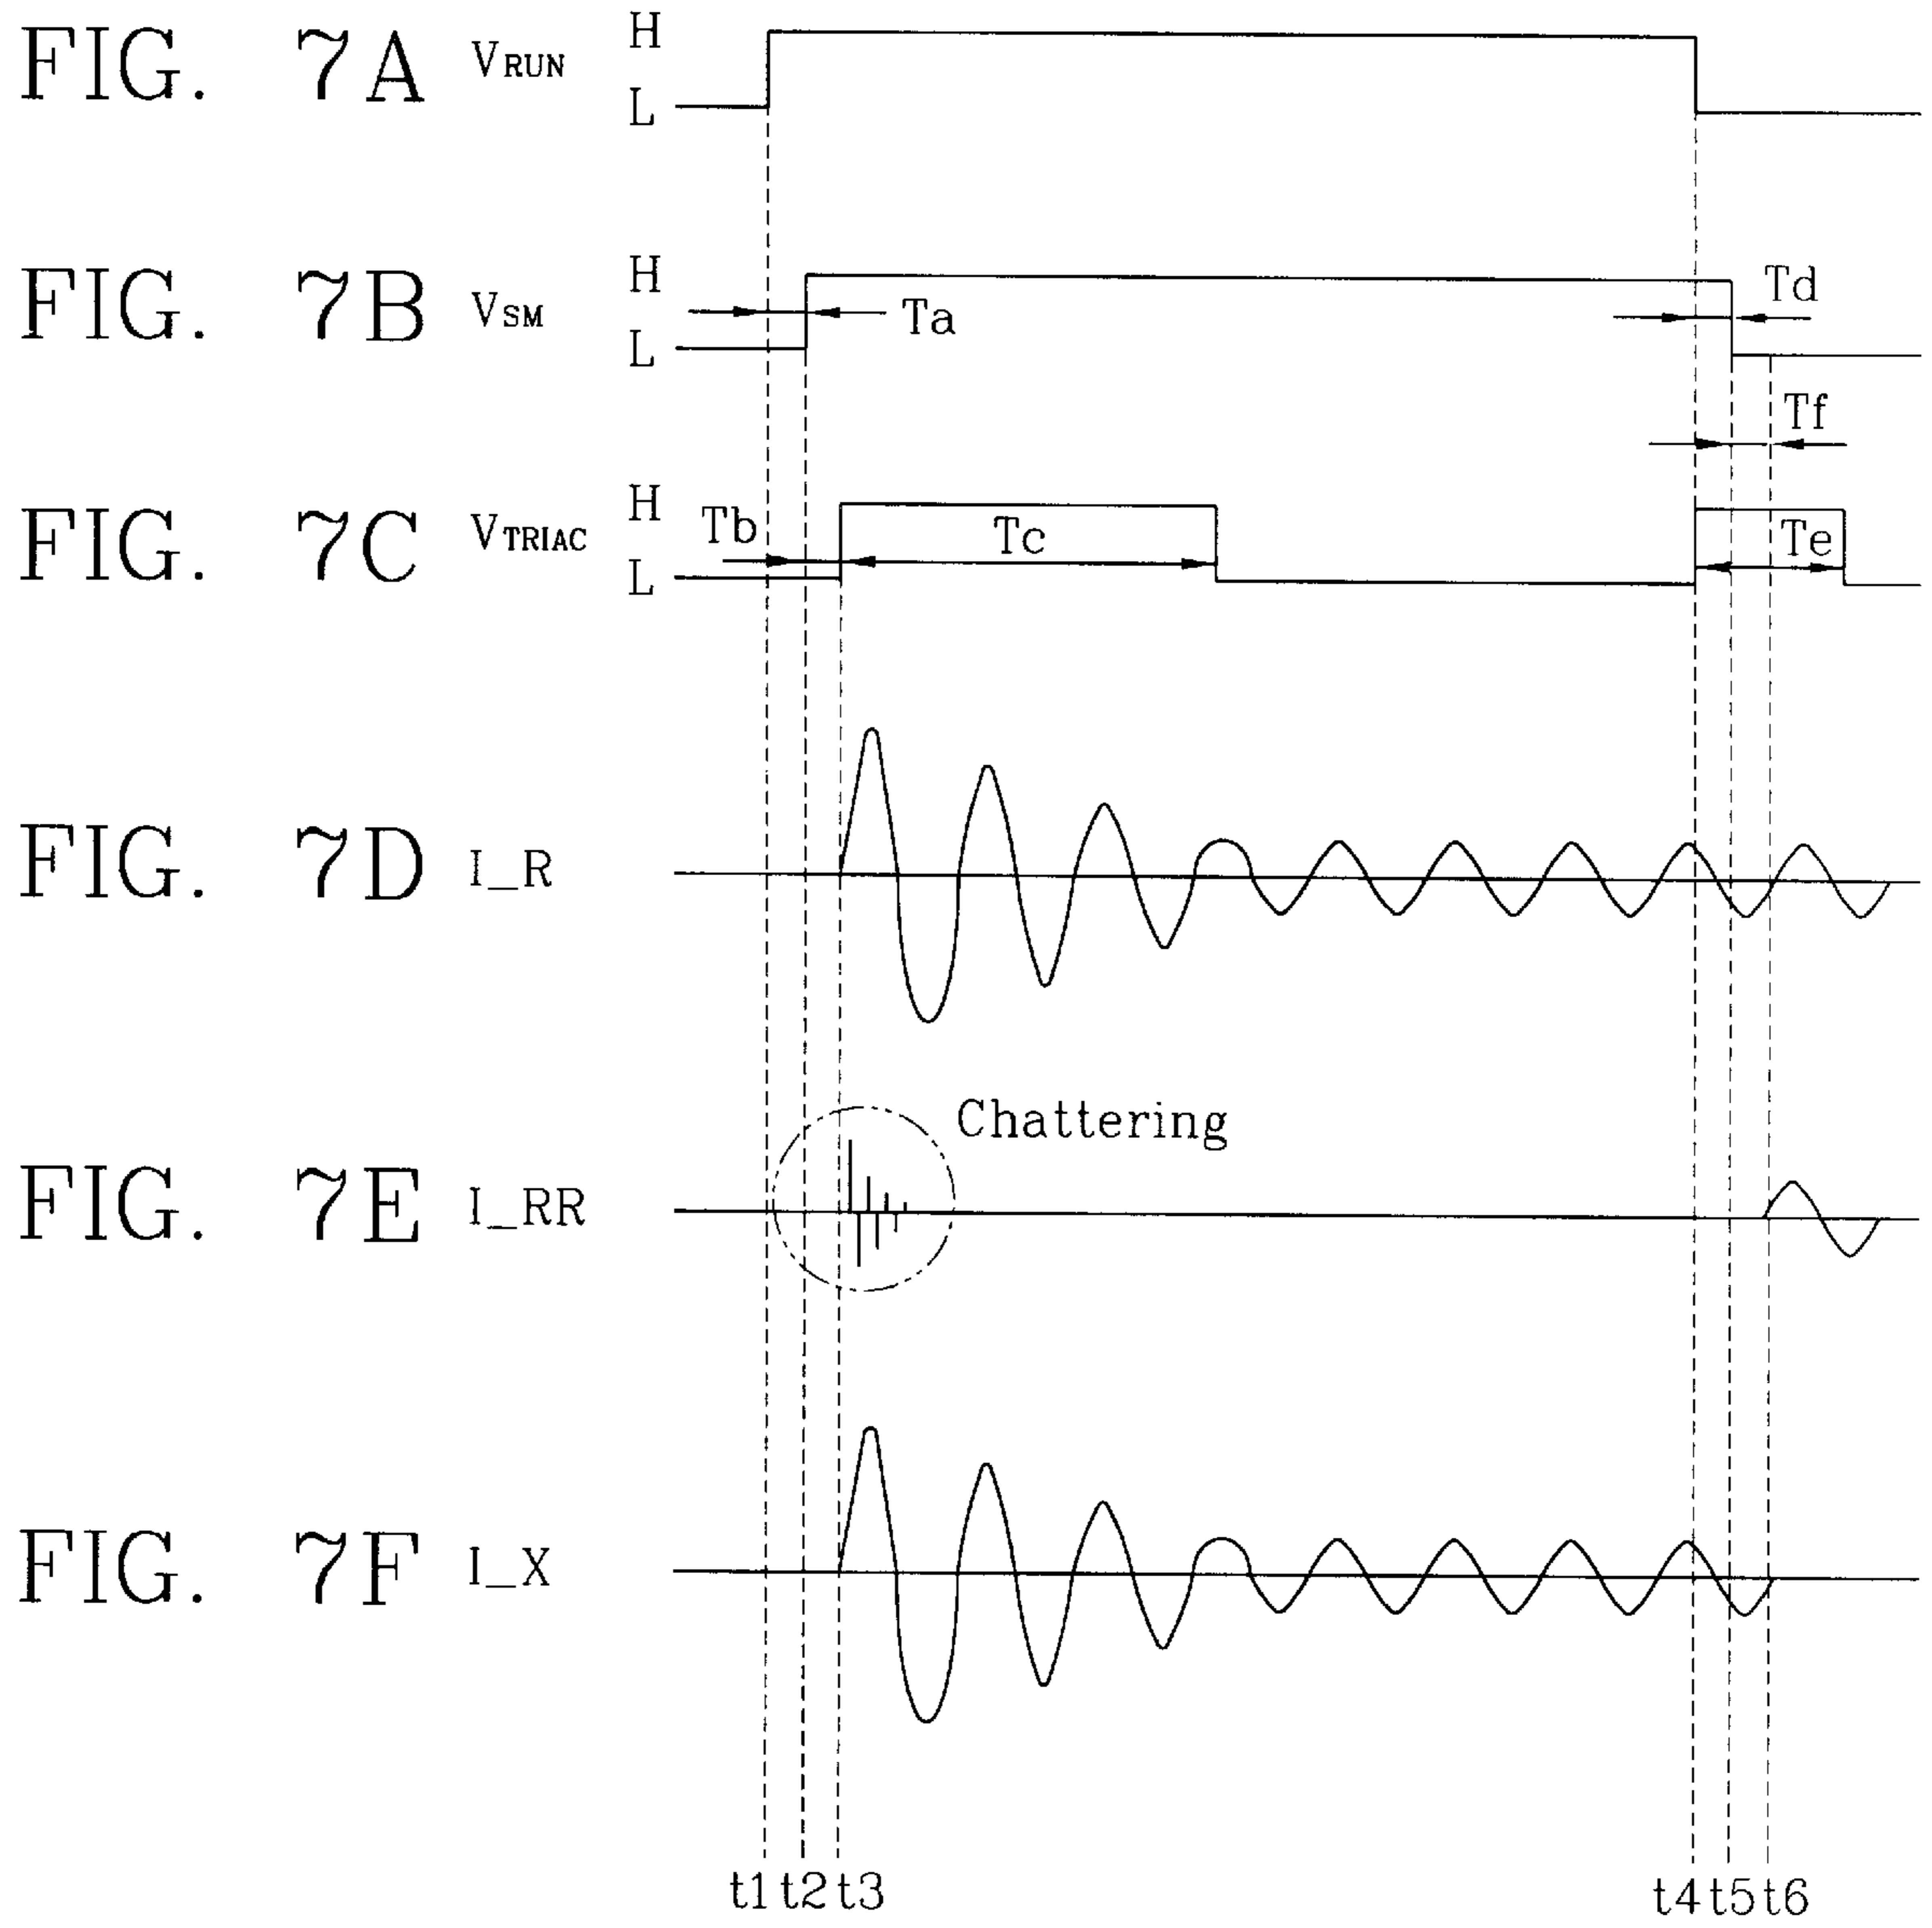 FIG. 7A VRUN H
L
FIG. 7B VSM H
L
Ta
Td
Tf
FIG. 7C VTRIAC H
L
Tb
Tc
Te
FIG. 7D I_R
Chattering
FIG. 7E I_RR
FIG. 7F I_X
t1 t2 t3 t4 t5 t6